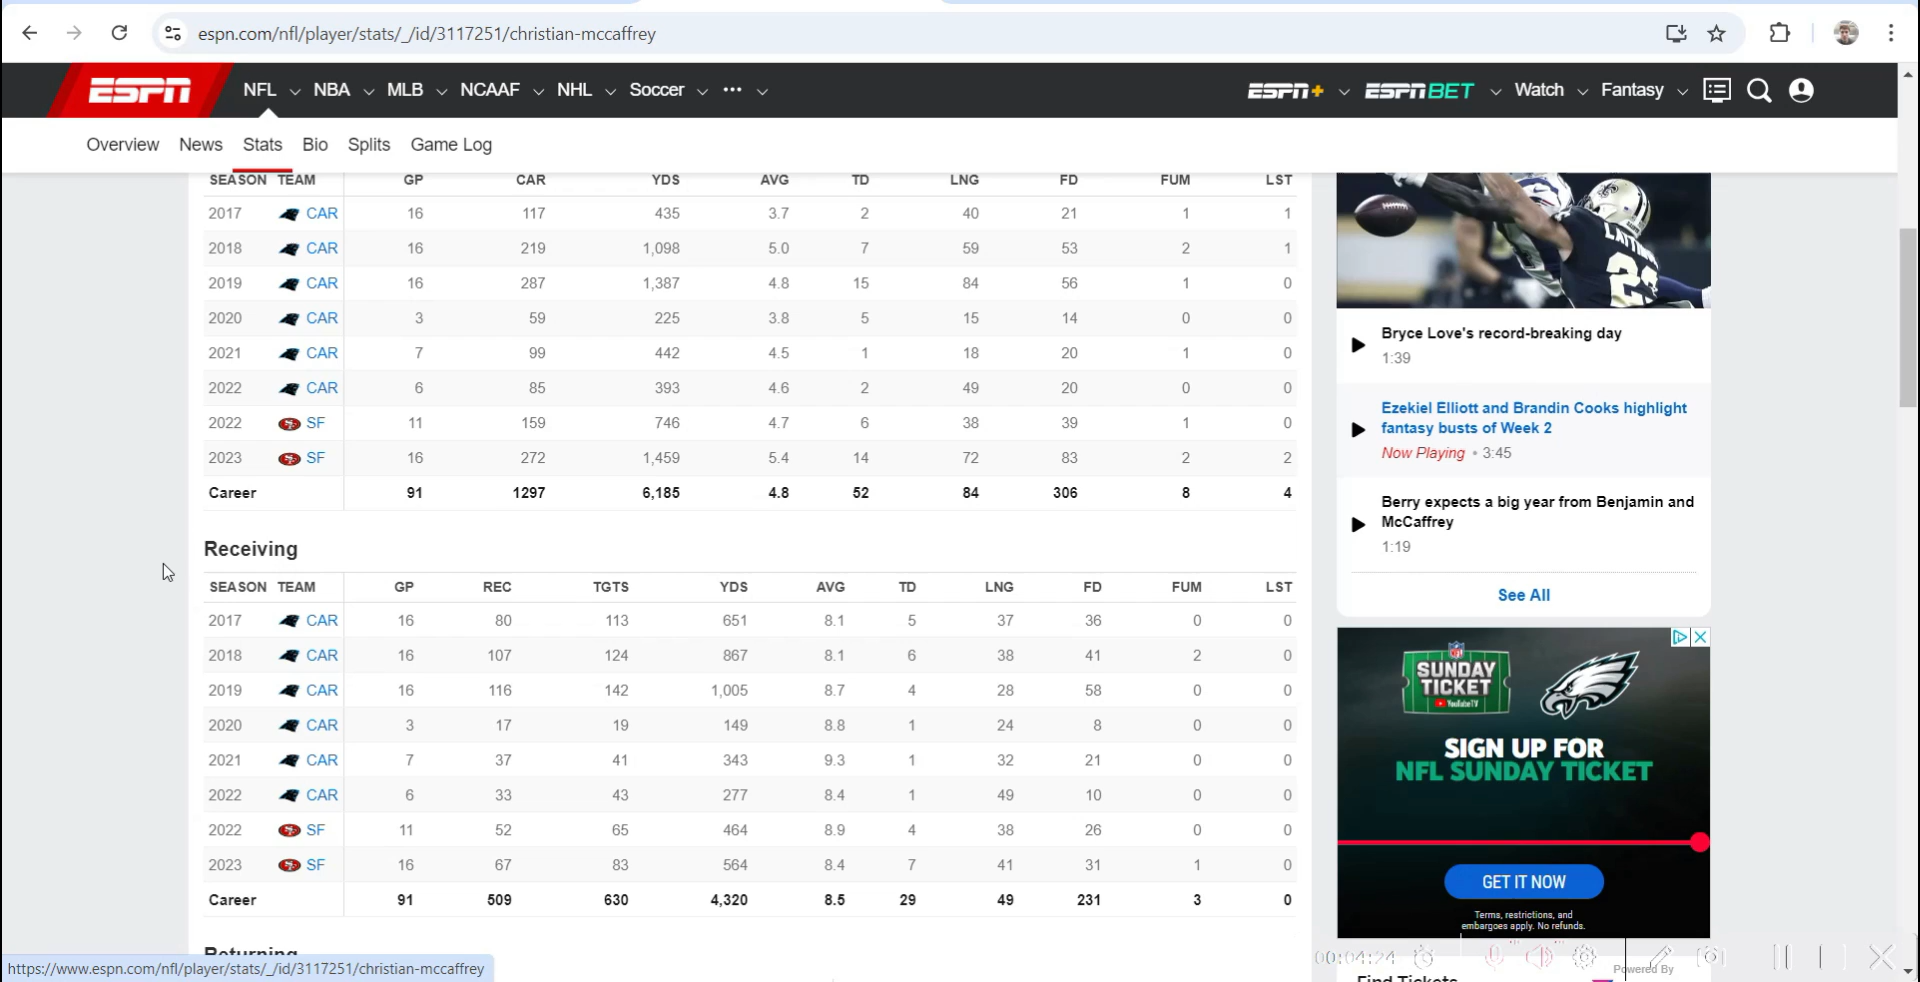 espn.com/nfl/player/stats/_/id/3117251/christian-mccaffrey
ESPN NFL NBA MLB NCAAF NHL Soccer ••• ESPN+ ESPN BET Watch Fantasy
Overview News Stats Bio Splits Game Log
SEASON TEAM GP CAR YDS AVG TD LNG FD FUM LST
2017 CAR 16 117 435 3.7 2 40 21 1 1
2018 CAR 16 219 1,098 5.0 7 59 53 2 1
2019 CAR 16 287 1,387 4.8 15 84 56 1 0
2020 CAR 3 59 225 3.8 5 15 14 0 0
2021 CAR 7 99 442 4.5 1 18 20 1 0
2022 CAR 6 85 393 4.6 2 49 20 0 0
2022 SF 11 159 746 4.7 6 38 39 1 0
2023 SF 16 272 1,459 5.4 14 72 83 2 2
Career 91 1297 6,185 4.8 52 84 306 8 4
Receiving
SEASON TEAM GP REC TGTS YDS AVG TD LNG FD FUM LST
2017 CAR 16 80 113 651 8.1 5 37 36 0 0
2018 CAR 16 107 124 867 8.1 6 38 41 2 0
2019 CAR 16 116 142 1,005 8.7 4 28 58 0 0
2020 CAR 3 17 19 149 8.8 1 24 8 0 0
2021 CAR 7 37 41 343 9.3 1 32 21 0 0
2022 CAR 6 33 43 277 8.4 1 49 10 0 0
2022 SF 11 52 65 464 8.9 4 38 26 0 0
2023 SF 16 67 83 564 8.4 7 41 31 1 0
Career 91 509 630 4,320 8.5 29 49 231 3 0
Returning
https://www.espn.com/nfl/player/stats/_/id/3117251/christian-mccaffrey
Bryce Love's record-breaking day
1:39
Ezekiel Elliott and Brandin Cooks highlight
fantasy busts of Week 2
Now Playing • 3:45
Berry expects a big year from Benjamin and
McCaffrey
1:19
See All
NFL
SUNDAY
TICKET
YouTubeTV
SIGN UP FOR
NFL SUNDAY TICKET
GET IT NOW
Terms, restrictions, and
embargoes apply. No refunds.
00:04:24
Powered By
Find Tickets